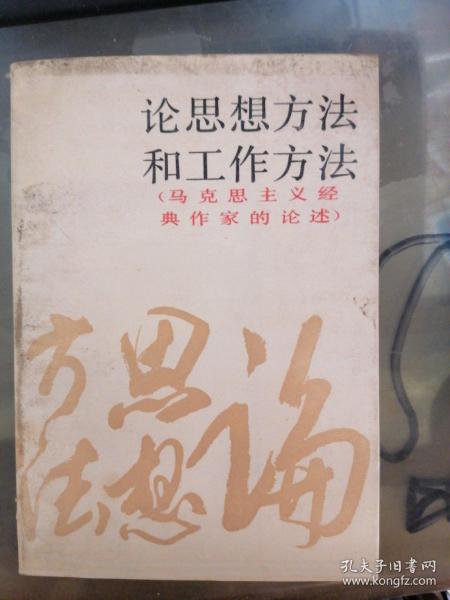 论思想方法
和工作方法
（马克思主义经
典作家的论述）
论
思想
方法
孔夫子旧书网
www.kongfz.com